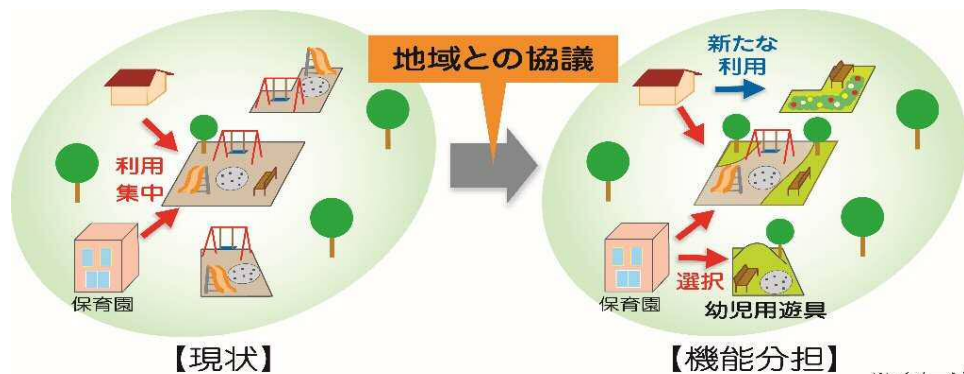 地域との協議
利用
集中
保育園
【現状】
新たな
利用
選択
保育園
幼児用遊具
【機能分担】